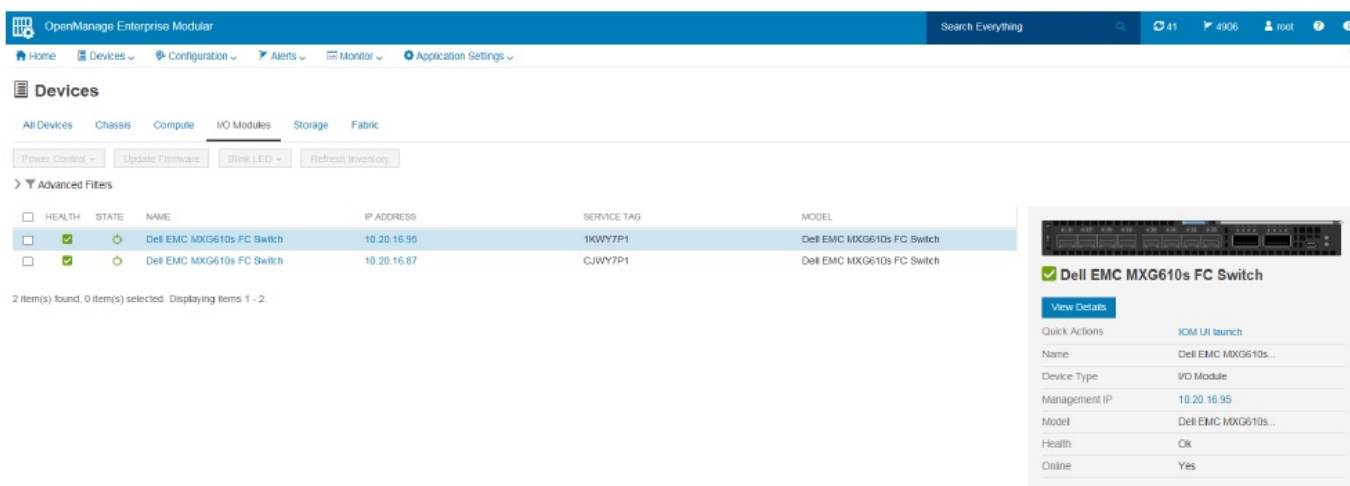 OpenManage Enterprise Modular
Search Everything 41 4906 root
Home Devices Configuration Alerts Monitor Application Settings
Devices
All Devices Chassis Compute I/O Modules Storage Fabric
Power Control Update Firmware Blink LED Refresh Inventory
Advanced Filters
HEALTH STATE NAME IP ADDRESS SERVICE TAG MODEL
Dell EMC MXG610s FC Switch 10.20.16.95 1KWY7P1 Dell EMC MXG610s FC Switch
Dell EMC MXG610s FC Switch 10.20.16.87 CJWY7P1 Dell EMC MXG610s FC Switch
2 item(s) found, 0 item(s) selected. Displaying items 1 - 2.
Dell EMC MXG610s FC Switch
View Details
Quick Actions IOM UI launch
Name Dell EMC MXG610s...
Device Type I/O Module
Management IP 10.20.16.95
Model Dell EMC MXG610s...
Health Ok
Online Yes